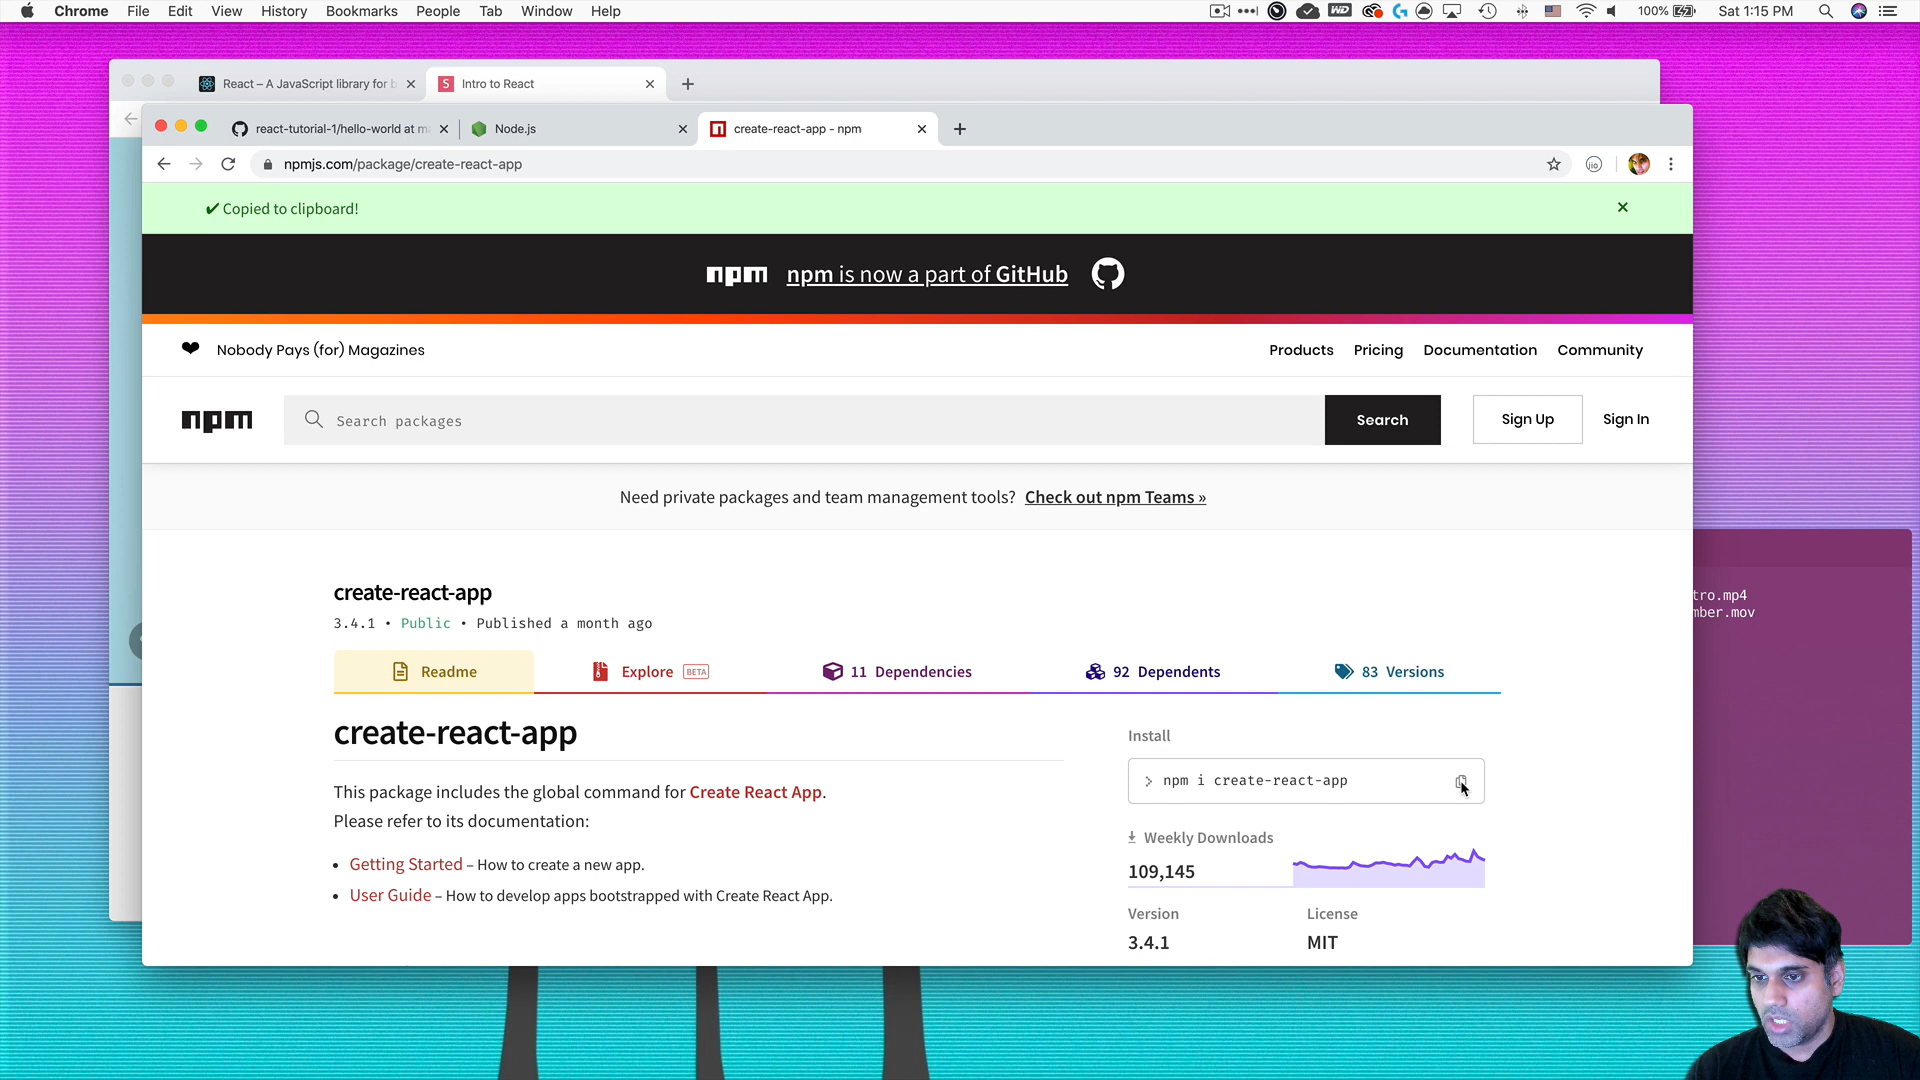 Chrome File Edit View History Bookmarks People Tab Window Help
100% Sat 1:15 PM
React – A JavaScript library for b
Intro to React
react-tutorial-1/hello-world at m
Node.js
create-react-app - npm
npmjs.com/package/create-react-app
✔ Copied to clipboard!
npm npm is now a part of GitHub
❤ Nobody Pays (for) Magazines
Products Pricing Documentation Community
npm Search packages Search Sign Up Sign In
Need private packages and team management tools? Check out npm Teams »
create-react-app
3.4.1 • Public • Published a month ago
Readme
Explore BETA
11 Dependencies
92 Dependents
83 Versions
create-react-app
This package includes the global command for Create React App.
Please refer to its documentation:
• Getting Started – How to create a new app.
• User Guide – How to develop apps bootstrapped with Create React App.
Install
> npm i create-react-app
Weekly Downloads
109,145
Version License
3.4.1 MIT
tro.mp4
mber.mov